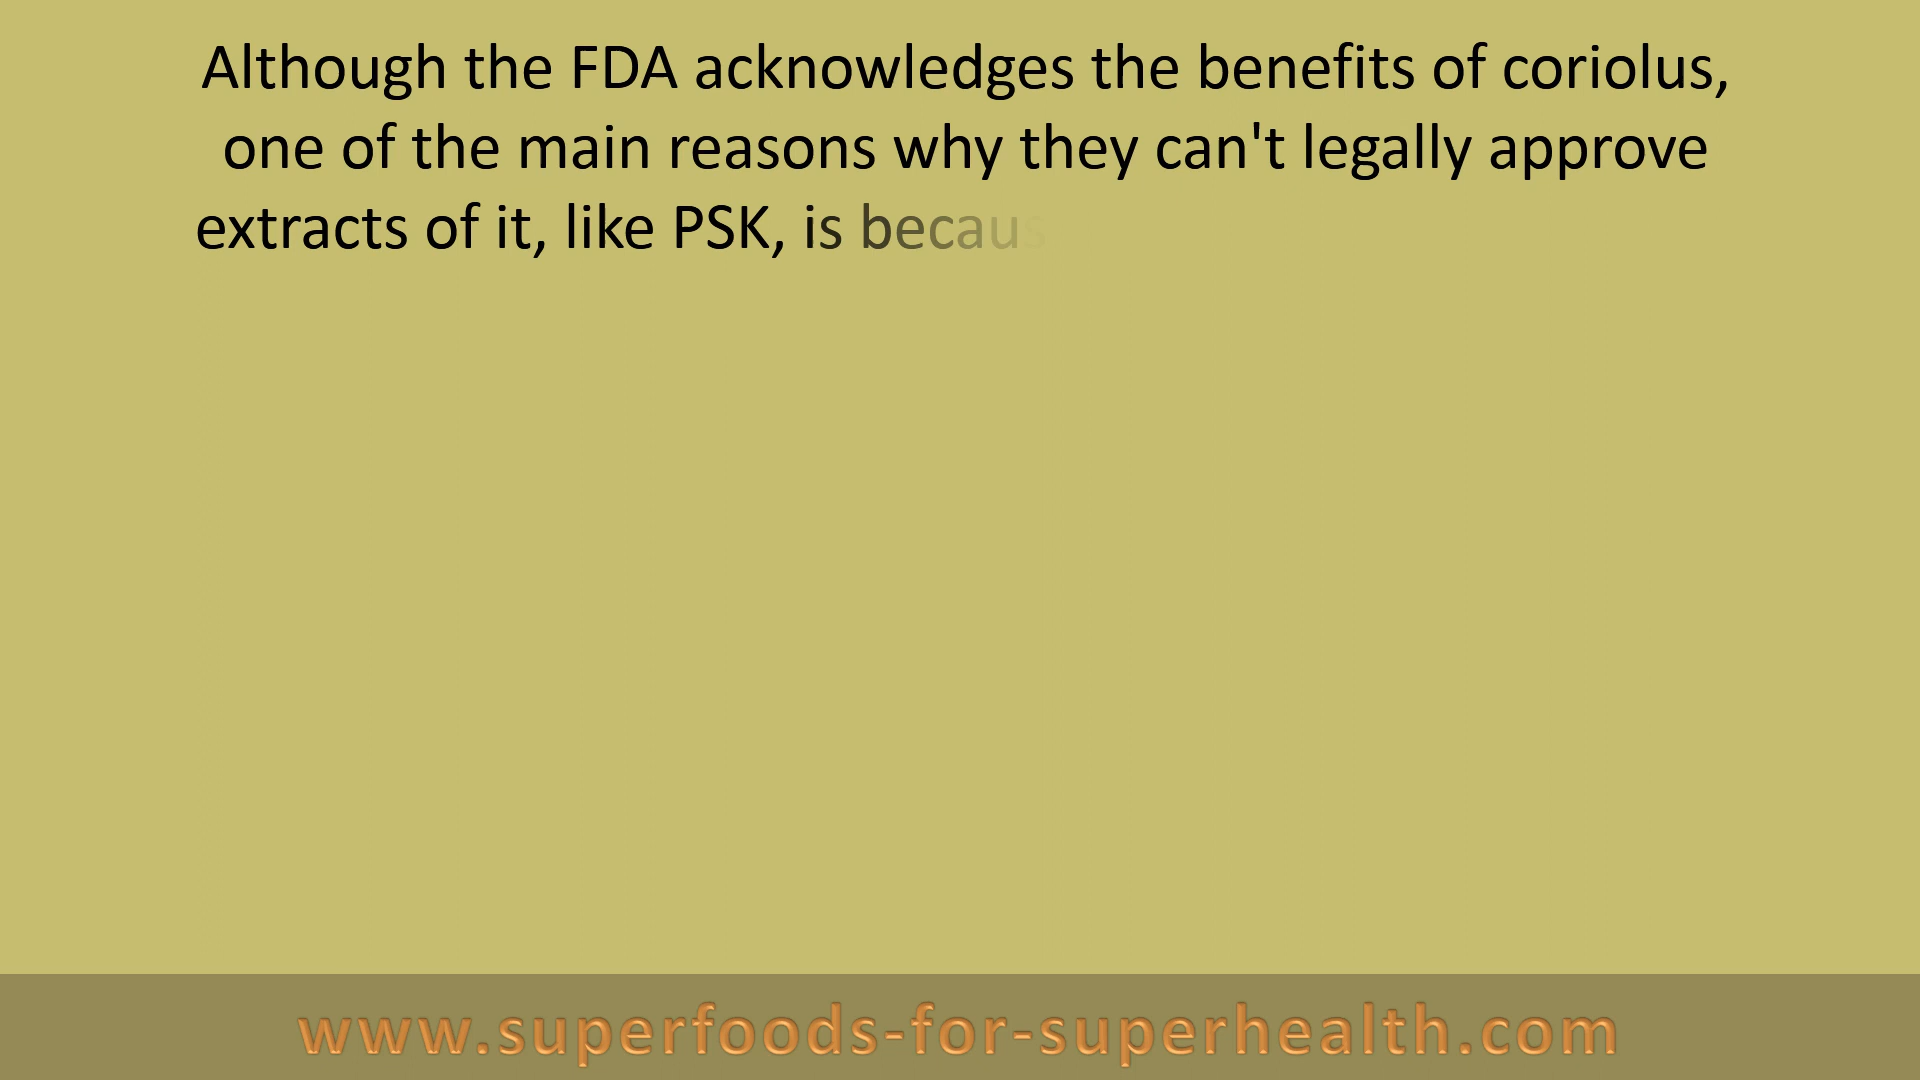 Although the FDA acknowledges the benefits of coriolus,
one of the main reasons why they can't legally approve
extracts of it, like PSK, is becaus
www.superfoods-for-superhealth.com